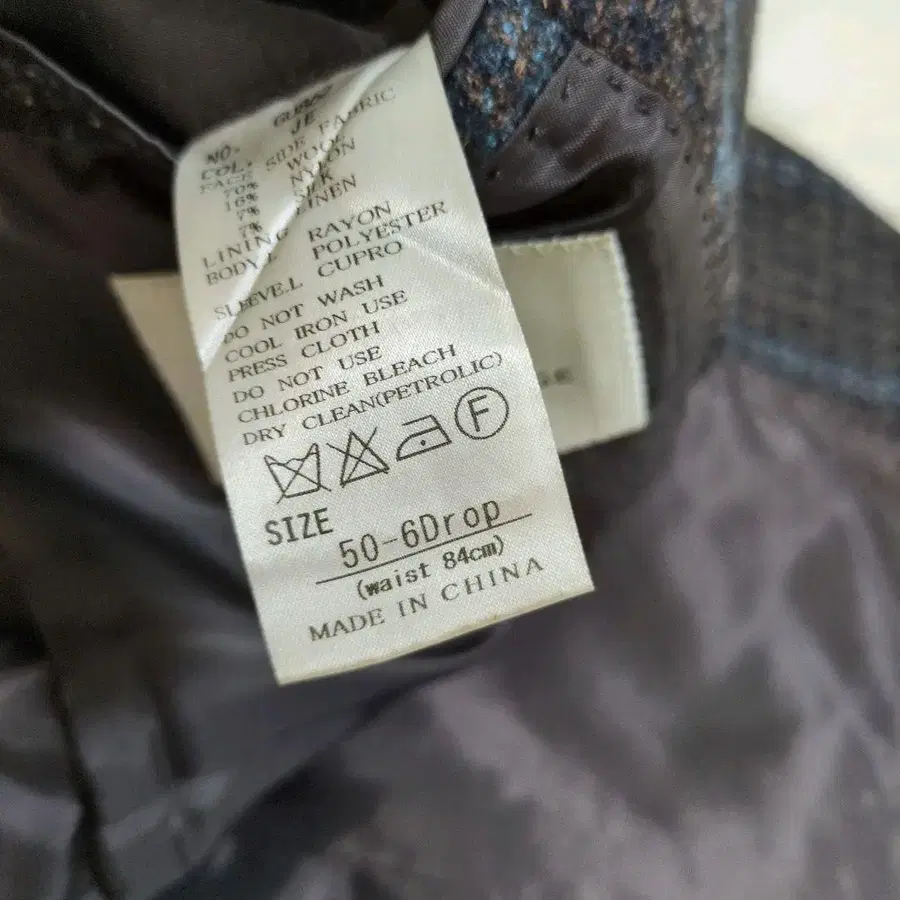 NO.
COL. JE
FACE SIDE FABRIC
70% WOOL
16% NYLON
7% SILK
7% LINEN
LINING RAYON
BODY.L POLYESTER
SLEEVE.L CUPRO
DO NOT WASH
COOL IRON USE
PRESS CLOTH
DO NOT USE
CHLORINE BLEACH
DRY CLEAN(PETROLIC)
F
SIZE
50-6Drop
(waist 84cm)
MADE IN CHINA